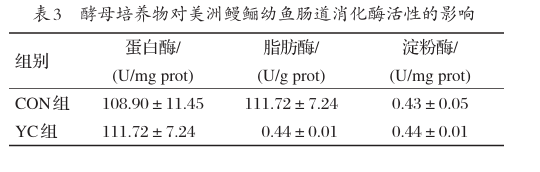 表3 酵母培养物对美洲鳗鲡幼鱼肠道消化酶活性的影响
组别 蛋白酶/ 脂肪酶/ 淀粉酶/
(U/mg prot) (U/g prot) (U/mg prot)
CON组 108.90±11.45 111.72±7.24 0.43±0.05
YC组 111.72±7.24 0.44±0.01 0.44±0.01